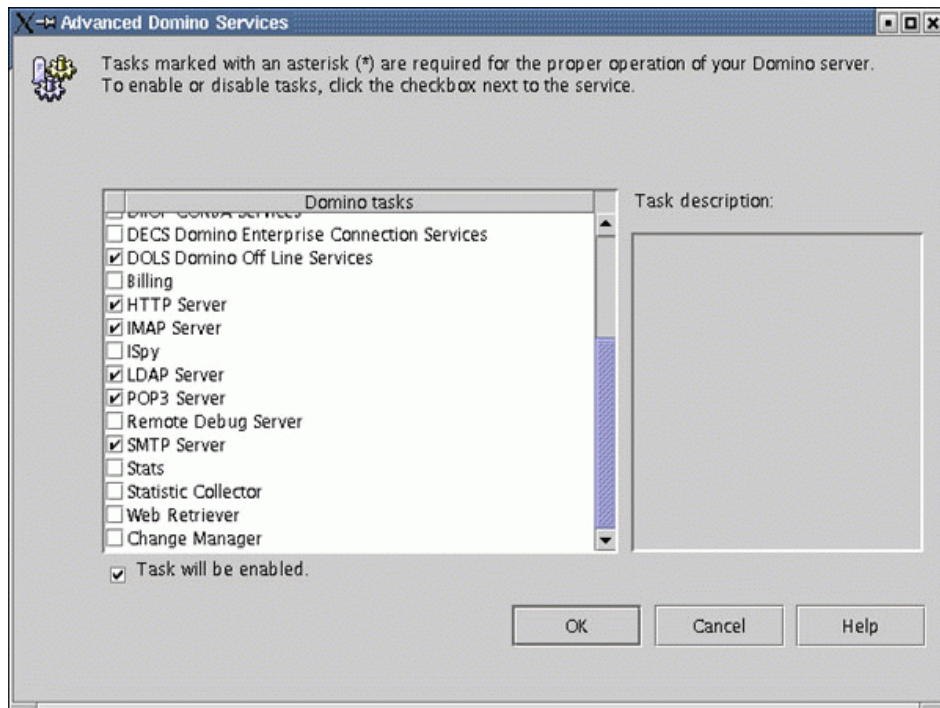 Advanced Domino Services
Tasks marked with an asterisk (*) are required for the proper operation of your Domino server.
To enable or disable tasks, click the checkbox next to the service.
Domino tasks
Task description:
DIIOP CORBA Services
DECS Domino Enterprise Connection Services
DOLS Domino Off Line Services
Billing
HTTP Server
IMAP Server
ISpy
LDAP Server
POP3 Server
Remote Debug Server
SMTP Server
Stats
Statistic Collector
Web Retriever
Change Manager
Task will be enabled.
OK
Cancel
Help